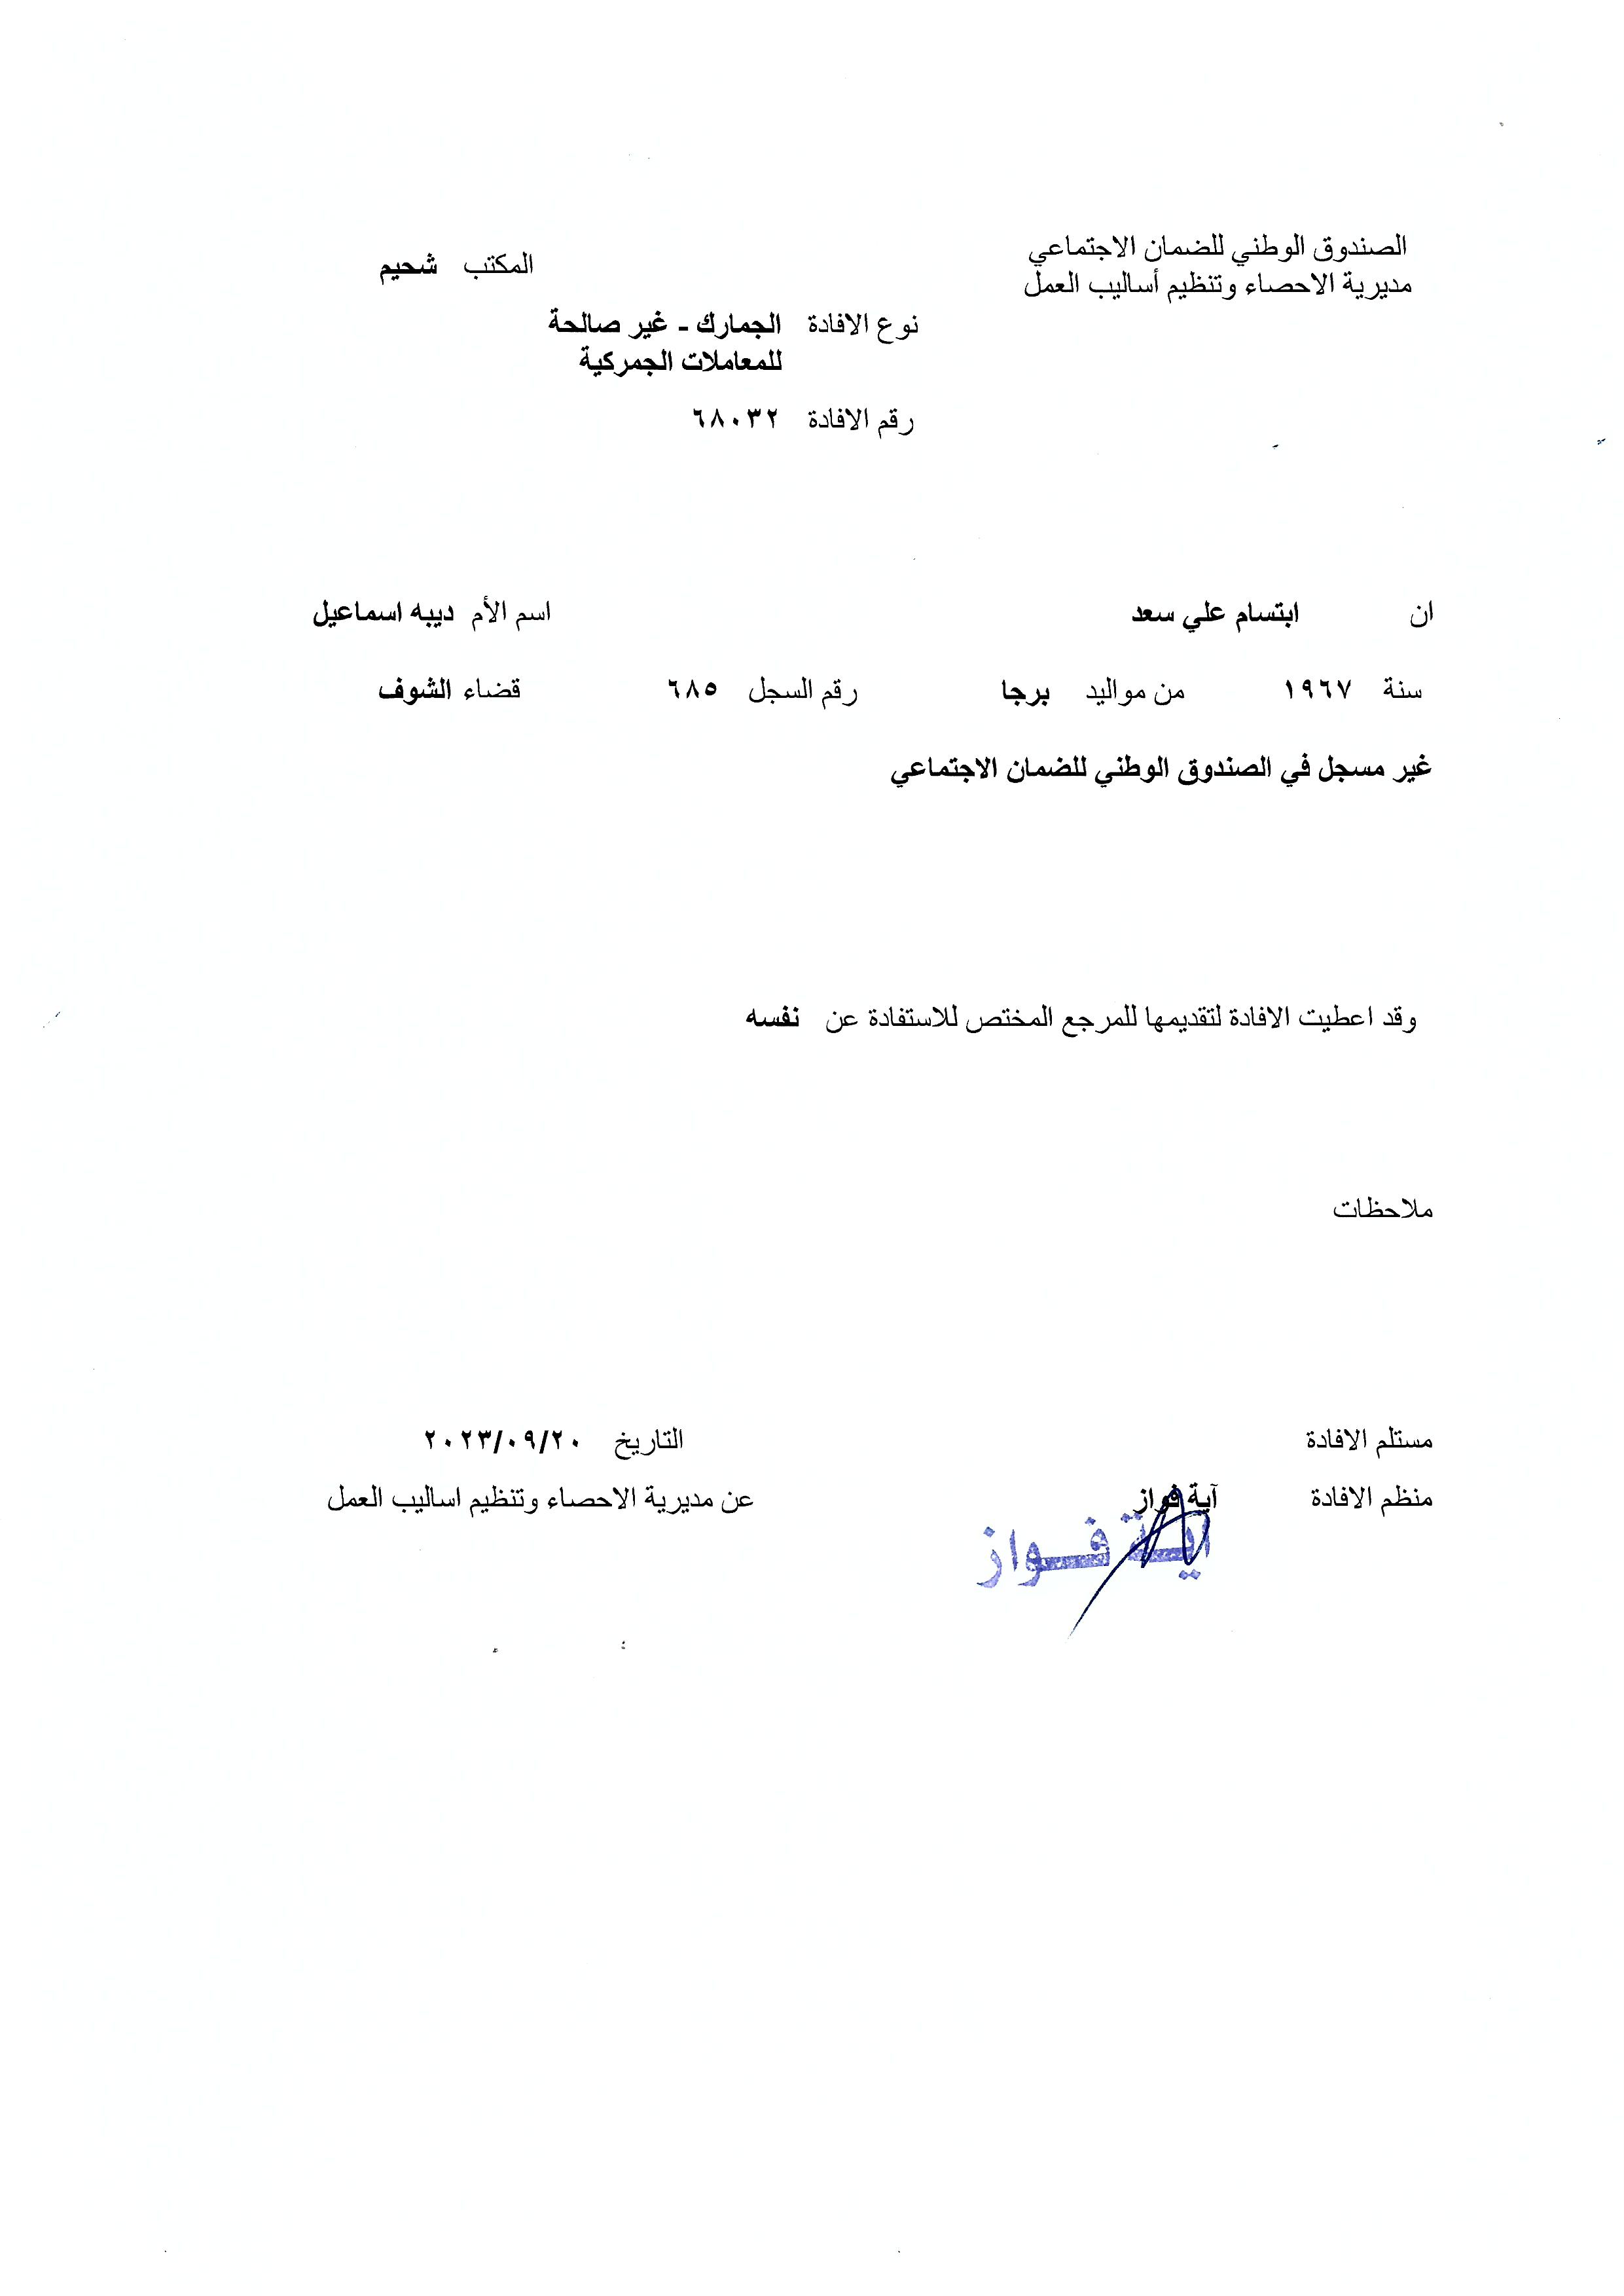 الصندوق الوطني للضمان الاجتماعي
مديرية الاحصاء وتنظيم أساليب العمل
المكتب شحيم
نوع الافادة الجمارك - غير صالحة
للمعاملات الجمركية
رقم الافادة ٦٨٠٣٢
ان ابتسام علي سعد اسم الأم ديبه اسماعيل
سنة ١٩٦٧ من مواليد برجا رقم السجل ٦٨٥ قضاء الشوف
غير مسجل في الصندوق الوطني للضمان الاجتماعي
وقد اعطيت الافادة لتقديمها للمرجع المختص للاستفادة عن نفسه
ملاحظات
مستلم الافادة التاريخ ٢٠٢٣/٠٩/٢٠
منظم الافادة آية فواز عن مديرية الاحصاء وتنظيم اساليب العمل
آية فواز